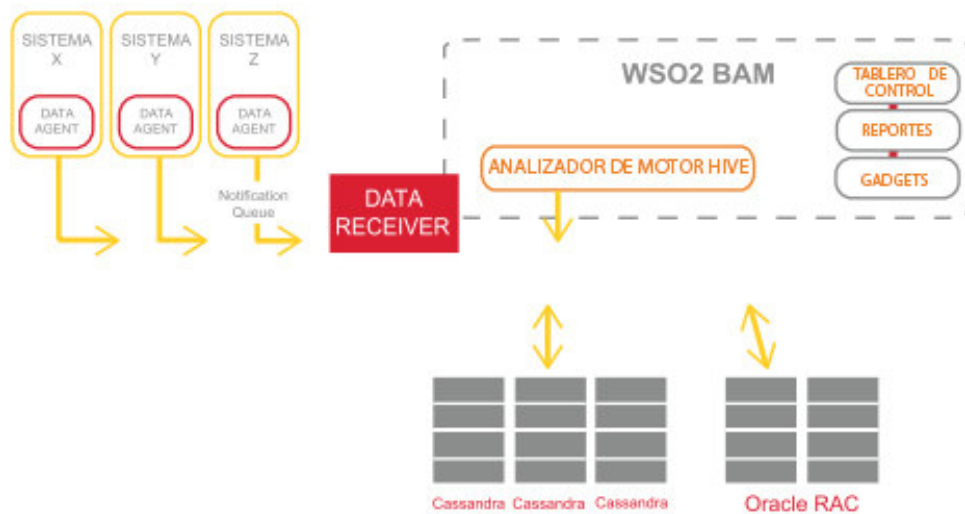 SISTEMA
X
DATA
AGENT
SISTEMA
Y
DATA
AGENT
SISTEMA
Z
DATA
AGENT
Notification
Queue
DATA
RECEIVER
WSO2 BAM
ANALIZADOR DE MOTOR HIVE
TABLERO DE
CONTROL
REPORTES
GADGETS
Cassandra
Cassandra
Cassandra
Oracle RAC